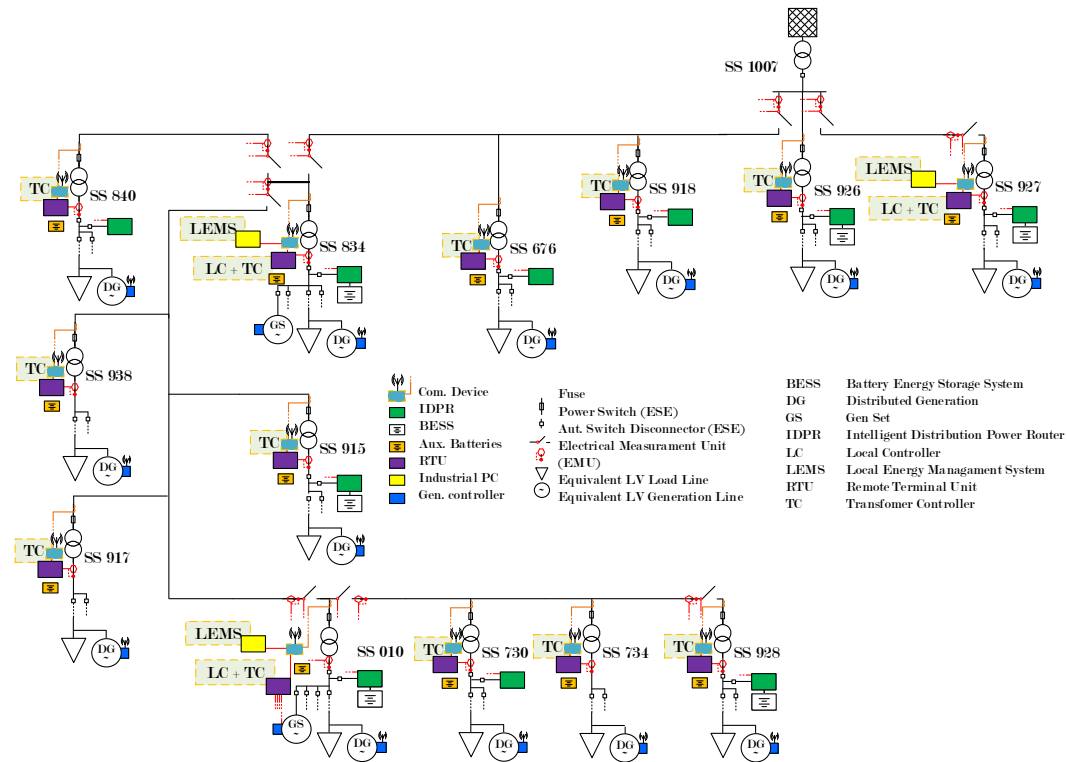 SS 1007
TC
SS 840
DG
~
LEMS
SS 834
LC + TC
GS
~
DG
~
TC
SS 676
DG
~
TC
SS 918
DG
~
TC
SS 926
DG
~
LEMS
SS 927
LC + TC
DG
~
TC
SS 938
DG
~
TC
SS 915
DG
~
TC
SS 917
DG
~
Com. Device
IDPR
BESS
Aux. Batteries
RTU
Industrial PC
Gen. controller
Fuse
Power Switch (ESE)
Aut. Switch Disconnector (ESE)
Electrical Measurament Unit
(EMU)
Equivalent LV Load Line
~ Equivalent LV Generation Line
BESS Battery Energy Storage System
DG Distributed Generation
GS Gen Set
IDPR Intelligent Distribution Power Router
LC Local Controller
LEMS Local Energy Managament System
RTU Remote Terminal Unit
TC Transfomer Controller
LEMS
SS 010
LC + TC
GS
~
DG
~
TC
SS 730
DG
~
TC
SS 734
DG
~
TC
SS 928
DG
~